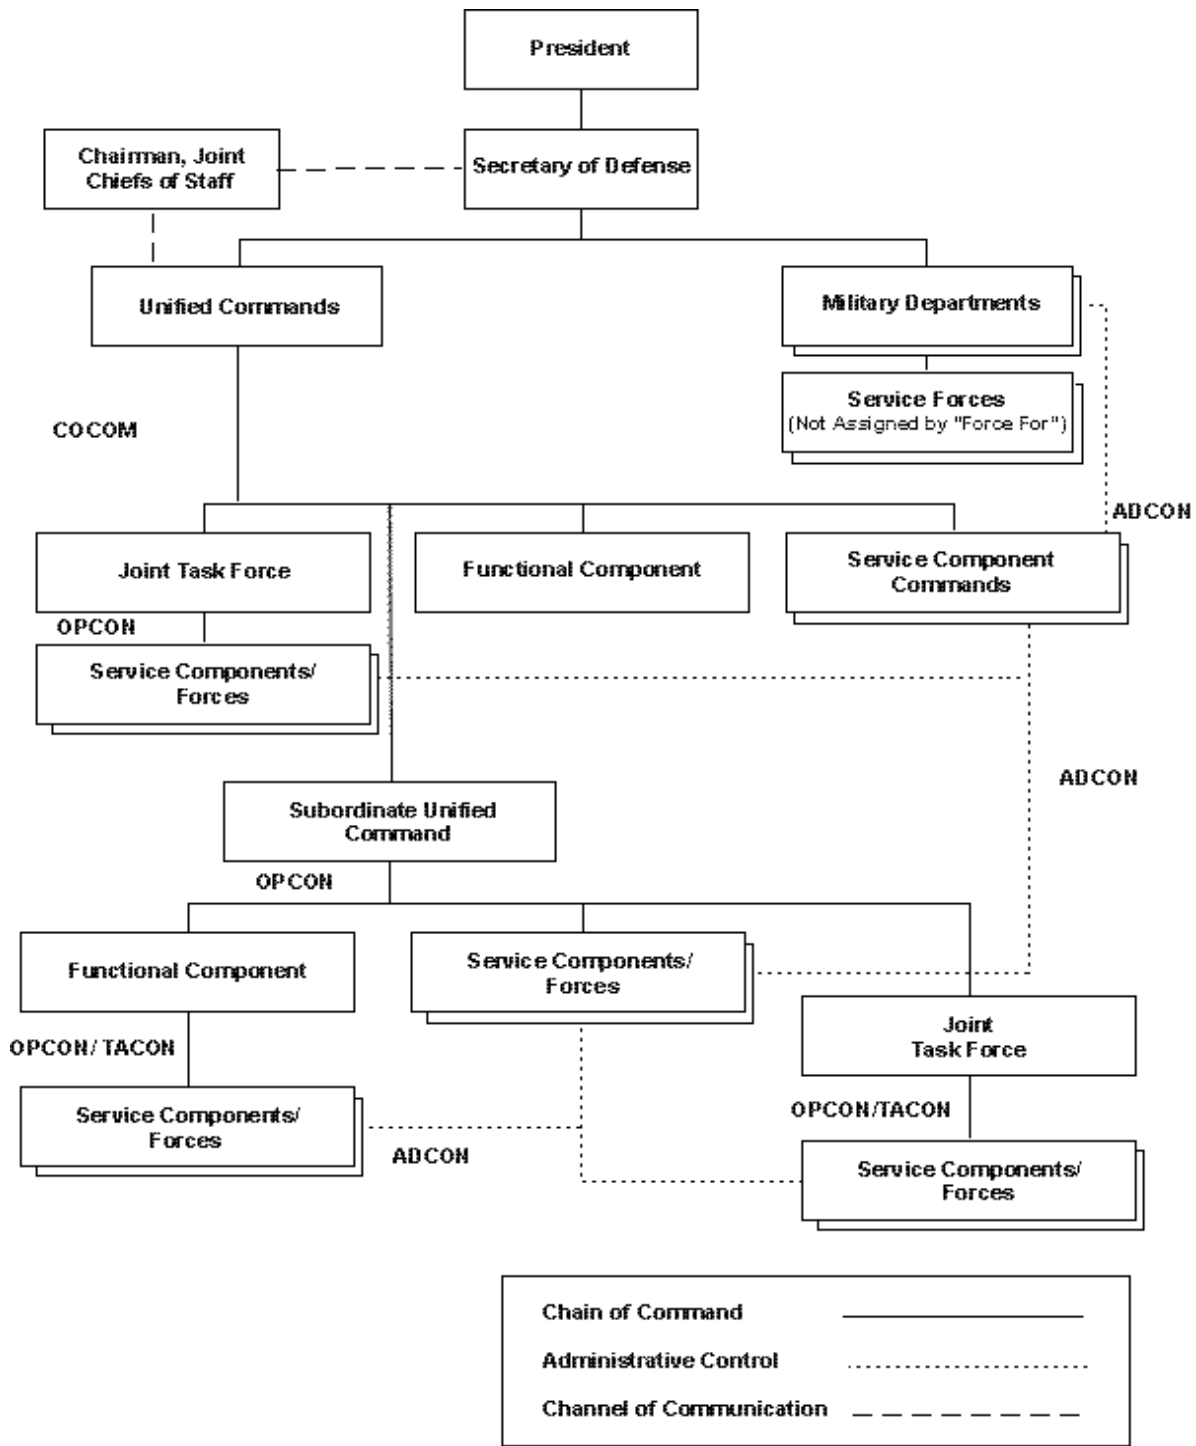 President
Chairman, Joint
Chiefs of Staff
Secretary of Defense
Unified Commands
Military Departments
Service Forces
(Not Assigned by "Force For")
COCOM
ADCON
Joint Task Force
Functional Component
Service Component
Commands
OPCON
Service Components/
Forces
ADCON
Subordinate Unified
Command
OPCON
Functional Component
Service Components/
Forces
Joint
Task Force
OPCON/ TACON
OPCON/TACON
Service Components/
Forces
ADCON
Service Components/
Forces
Chain of Command
Administrative Control
Channel of Communication